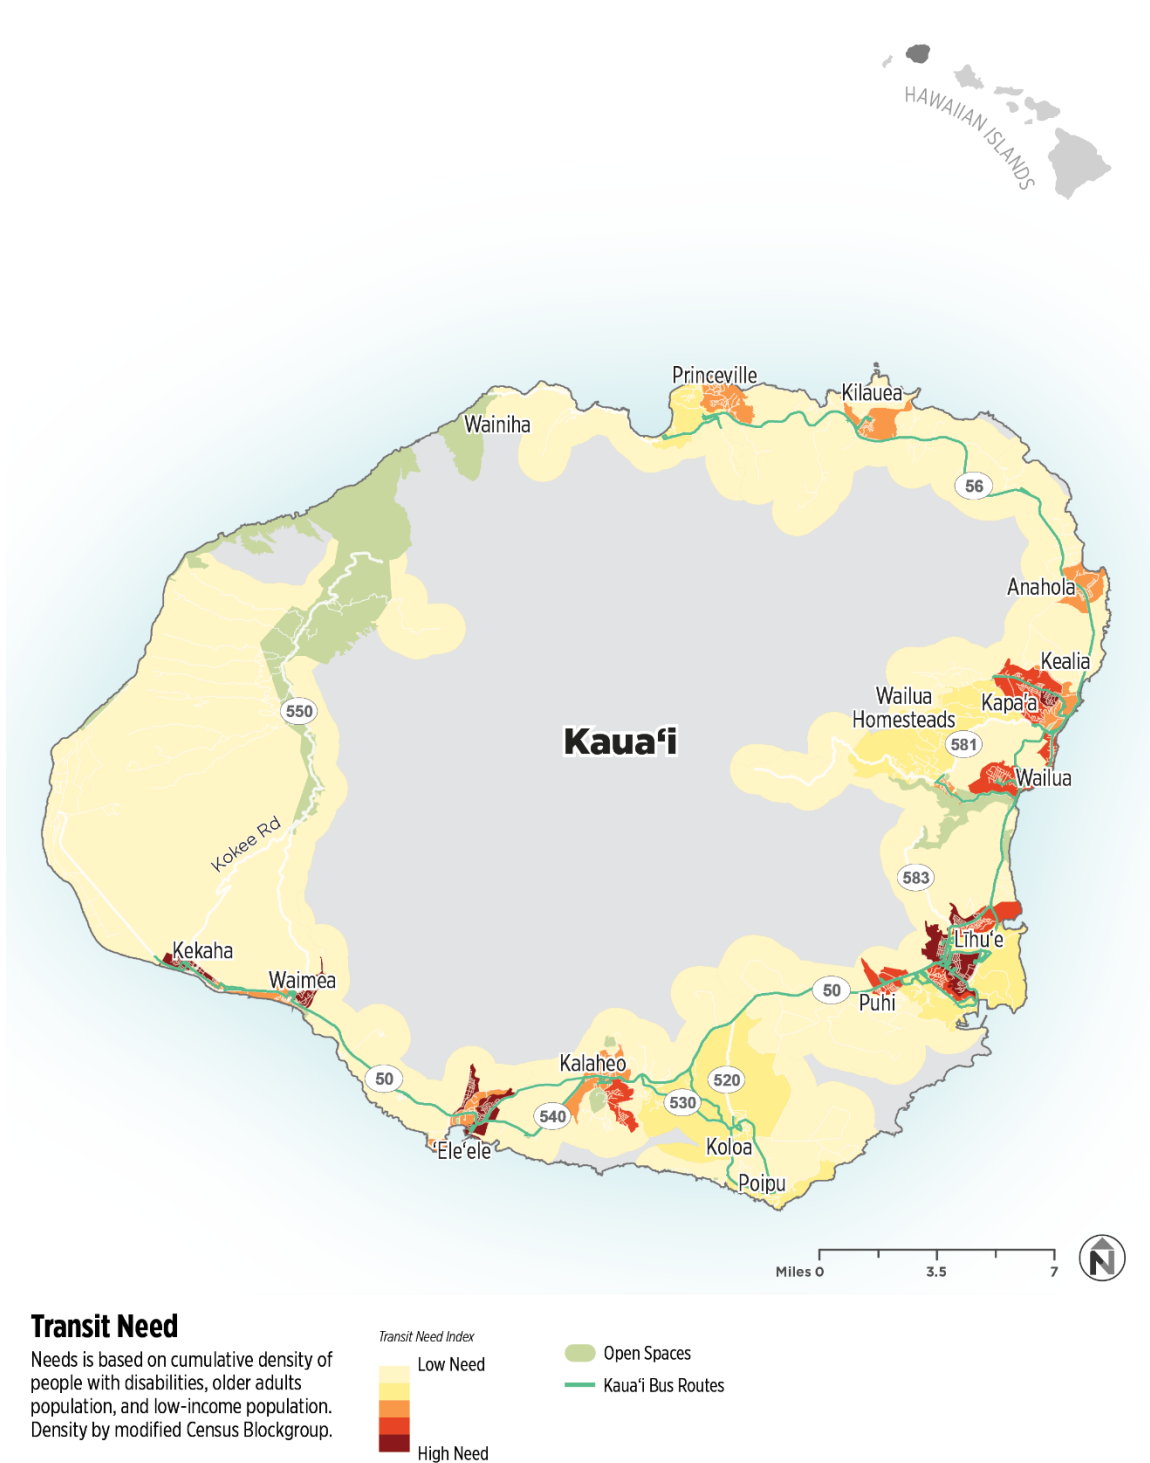 HAWAIIAN ISLANDS
Princeville
Kilauea
Wainiha
56
Anahola
Kealia
Wailua
Homesteads
Kapa‘a
550
Kaua‘i
581
Wailua
Kokee Rd
583
Kekaha
Līhu‘e
Waimea
50
Puhi
Kalaheo
50
520
530
540
Koloa
‘Ele‘ele
Poipu
Miles 0 3.5 7
N
Transit Need
Needs is based on cumulative density of
people with disabilities, older adults
population, and low-income population.
Density by modified Census Blockgroup.
Transit Need Index
Low Need
High Need
Open Spaces
Kaua‘i Bus Routes